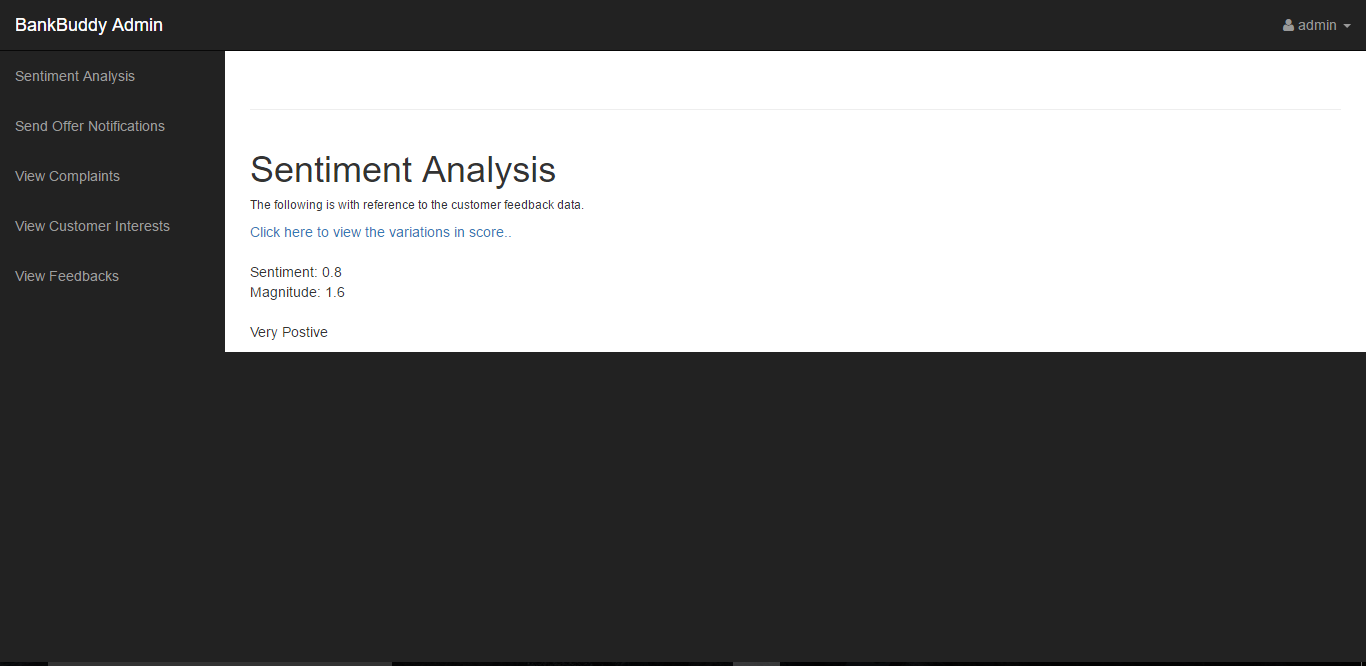 BankBuddy Admin
admin
Sentiment Analysis
Send Offer Notifications
View Complaints
View Customer Interests
View Feedbacks
Sentiment Analysis
The following is with reference to the customer feedback data.
Click here to view the variations in score..
Sentiment: 0.8
Magnitude: 1.6
Very Postive